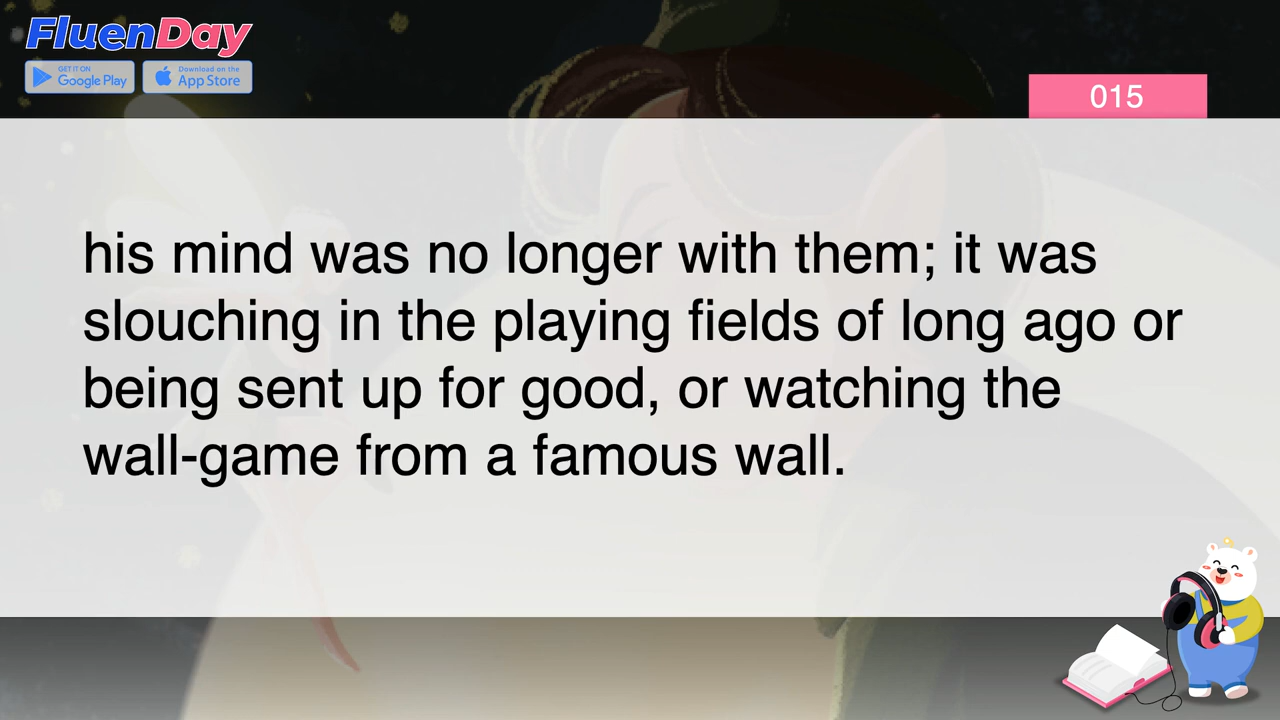 FluenDay
GET IT ON
Google Play
Download on the
App Store
015
his mind was no longer with them; it was
slouching in the playing fields of long ago or
being sent up for good, or watching the
wall-game from a famous wall.